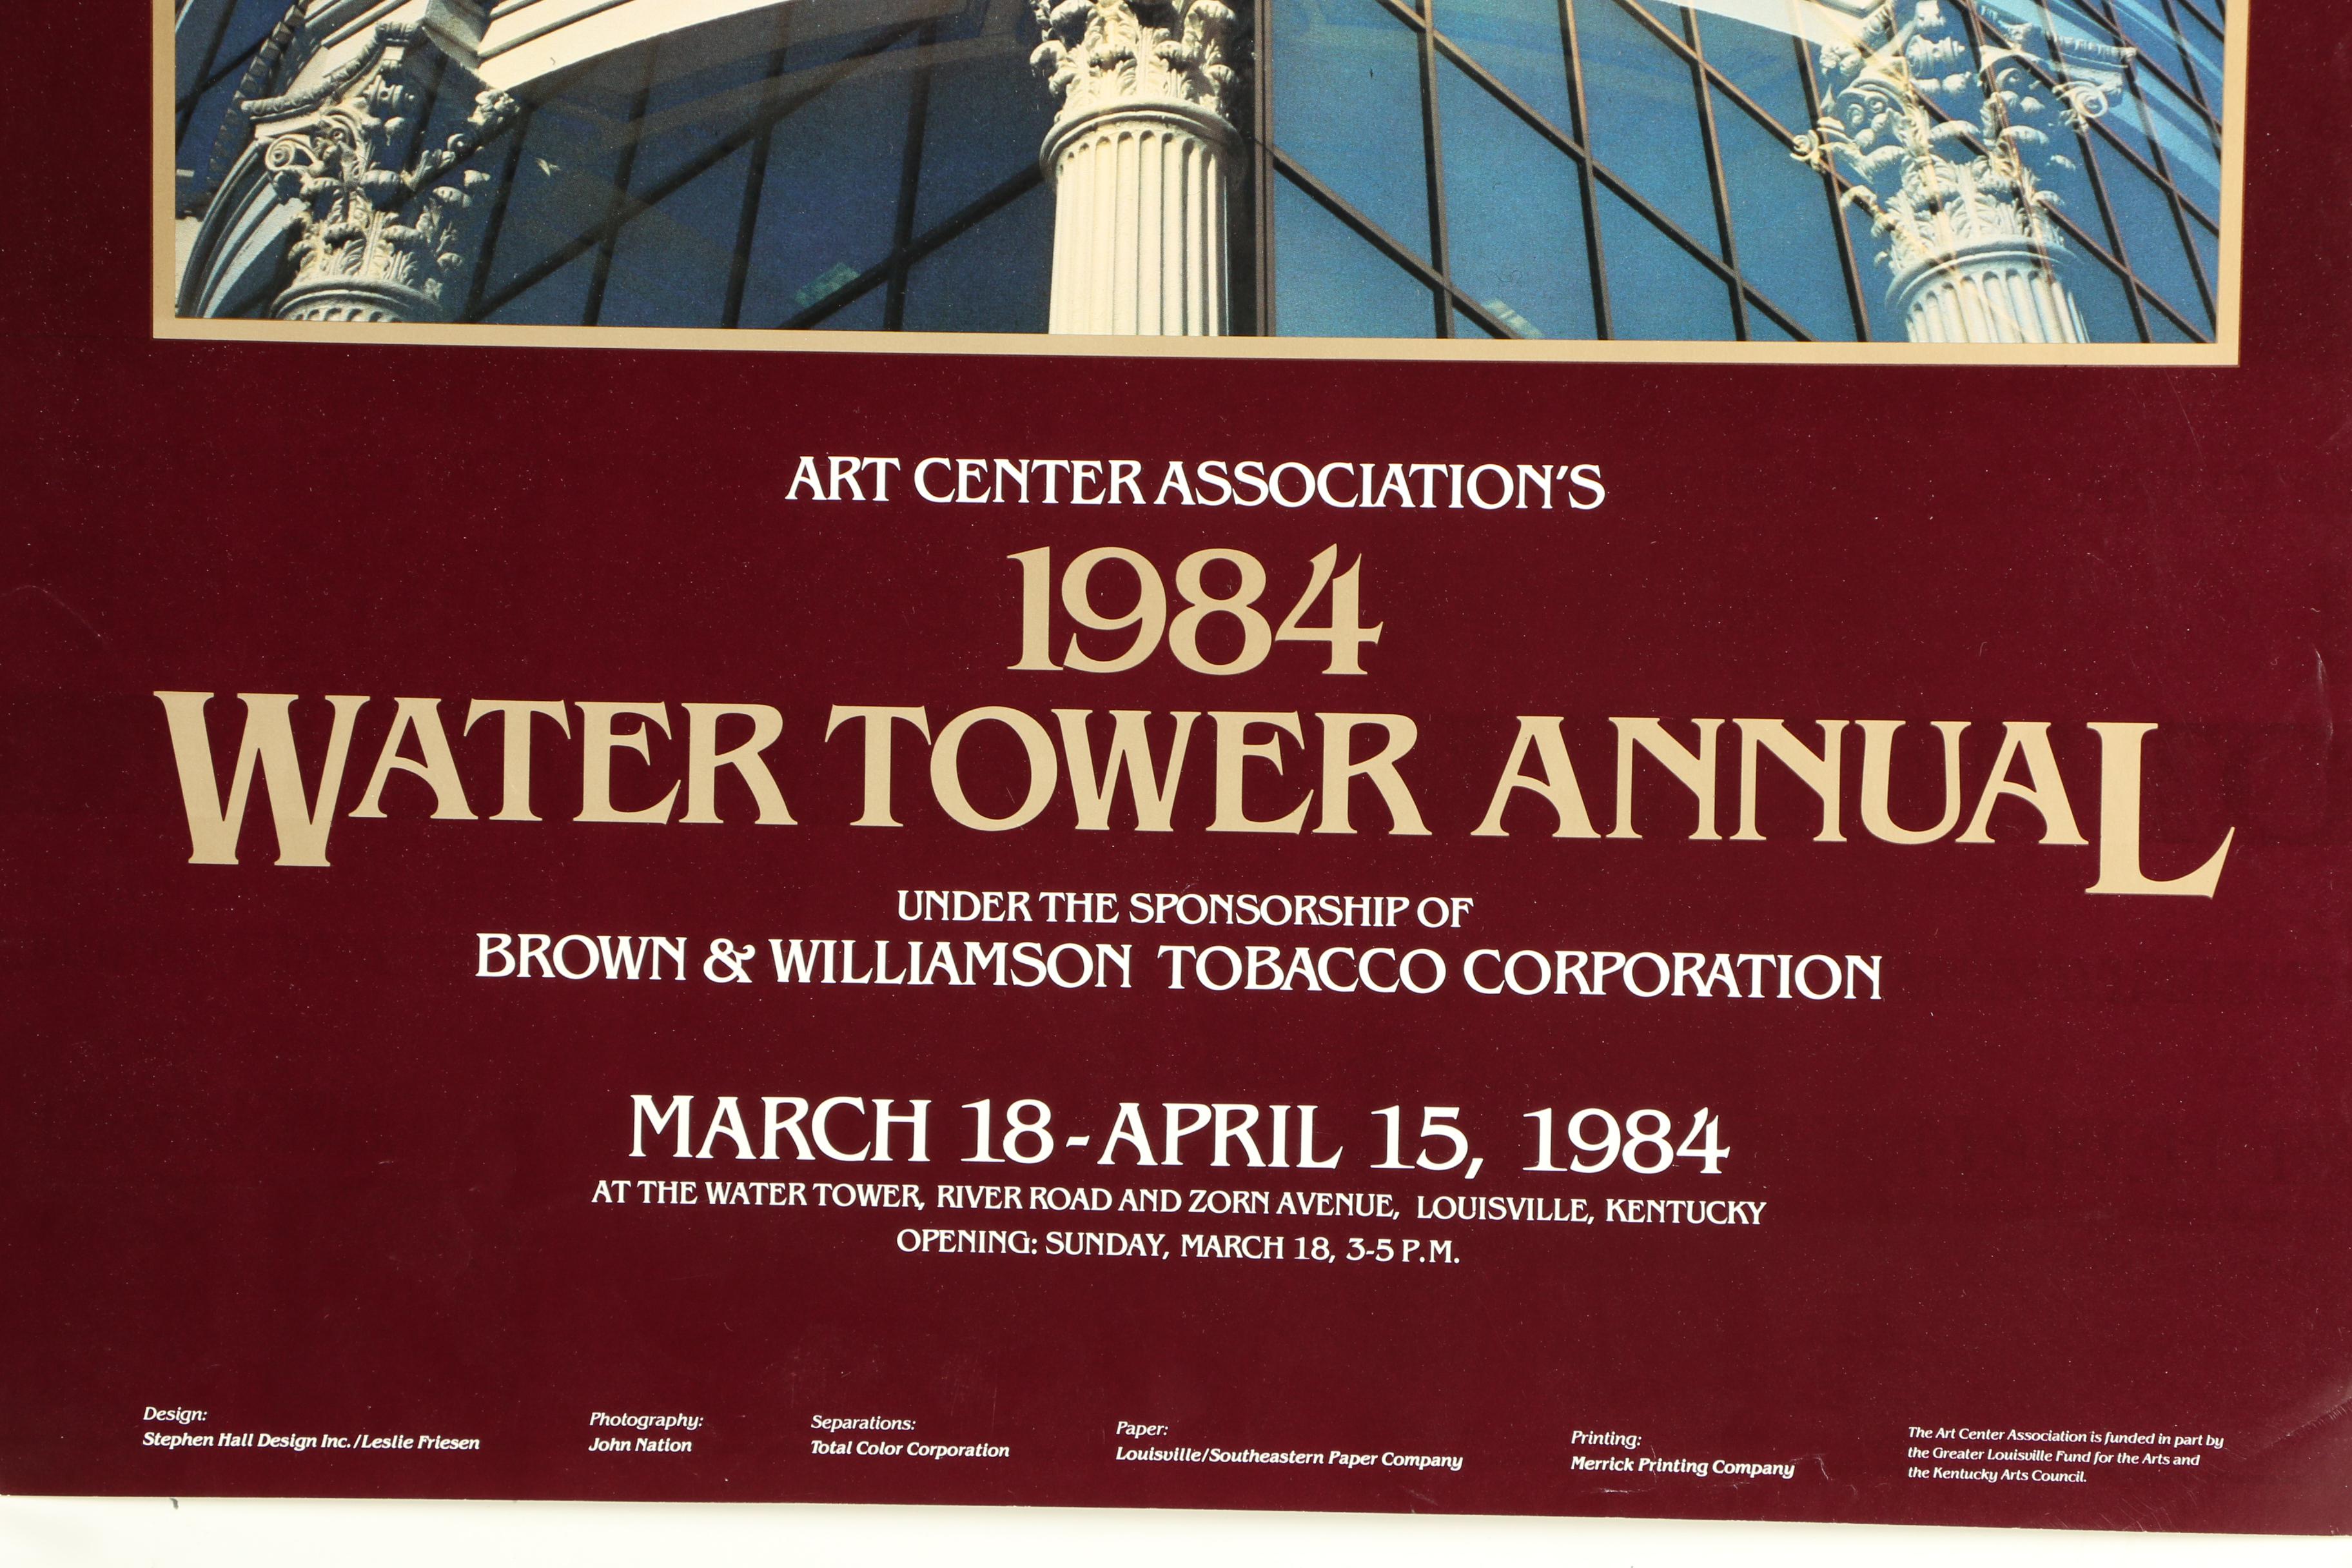 ART CENTER ASSOCIATION'S
1984
WATER TOWER ANNUAL
UNDER THE SPONSORSHIP OF
BROWN & WILLIAMSON TOBACCO CORPORATION
MARCH 18 - APRIL 15, 1984
AT THE WATER TOWER, RIVER ROAD AND ZORN AVENUE, LOUISVILLE, KENTUCKY
OPENING: SUNDAY, MARCH 18, 3-5 P.M.
Design:
Stephen Hall Design Inc./Leslie Friesen
Photography:
John Nation
Separations:
Total Color Corporation
Paper:
Louisville/Southeastern Paper Company
Printing:
Merrick Printing Company
The Art Center Association is funded in part by
the Greater Louisville Fund for the Arts and
the Kentucky Arts Council.